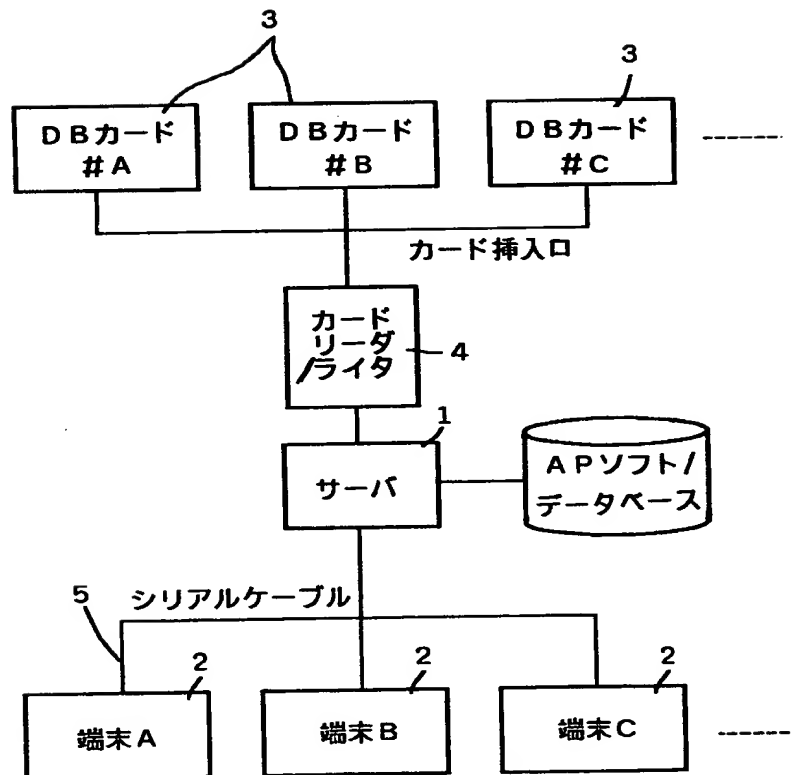 3
3
DBカード
#A
DBカード
#B
DBカード
#C
カード挿入口
カード
リーダ
/ライタ
4
1
サーバ
APソフト/
データベース
5
シリアルケーブル
2
2
2
端末A
端末B
端末C